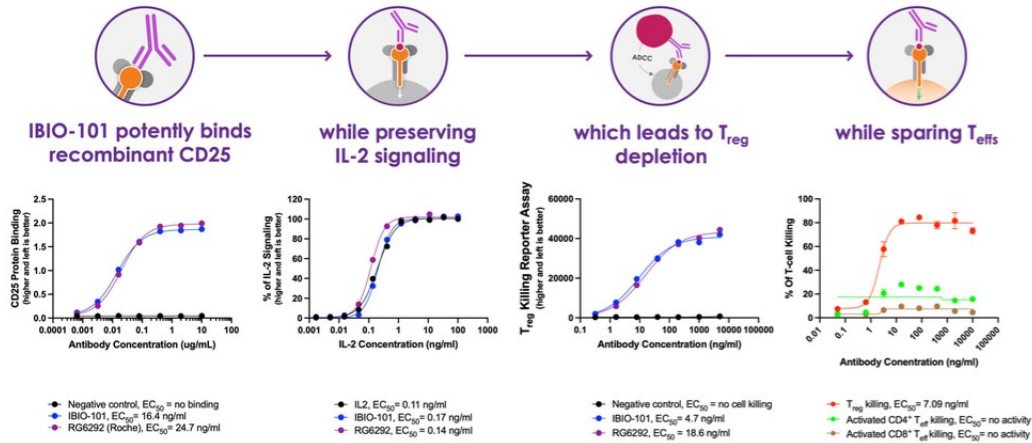 ADCC
IBIO-101 potently binds
recombinant CD25
while preserving
IL-2 signaling
which leads to Treg
depletion
while sparing Teffs
CD25 Protein Binding
(higher and left is better)
2.5
2.0
1.5
1.0
0.5
0.0
0.0001
0.001
0.01
0.1
1
10
100
Antibody Concentration (ug/mL)
Negative control, EC50 = no binding
IBIO-101, EC50= 16.4 ng/ml
RG6292 (Roche), EC50= 24.7 ng/ml
% of IL-2 Signaling
(higher and left is better)
120
100
80
60
40
20
0
0.001
0.01
0.1
1
10
100
1000
IL-2 Concentration (ng/ml)
IL2, EC50= 0.11 ng/ml
IBIO-101, EC50= 0.17 ng/ml
RG6292, EC50= 0.14 ng/ml
Treg Killing Reporter Assay
(higher and left is better)
60000
40000
20000
0
0.1
1
10
100
1000
10000
100000
Antibody Concentration (ng/ml)
Negative control, EC50 = no cell killing
IBIO-101, EC50= 4.7 ng/ml
RG6292, EC50= 18.6 ng/ml
% Of T-cell Killing
100
80
60
40
20
0
0.01
0.1
1
10
100
1000
10000
100000
Antibody Conentration (ng/ml)
Treg killing, EC50= 7.09 ng/ml
Activated CD4+ Teff killing, EC50= no activity
Activated CD8+ Teff killing, EC50= no activity